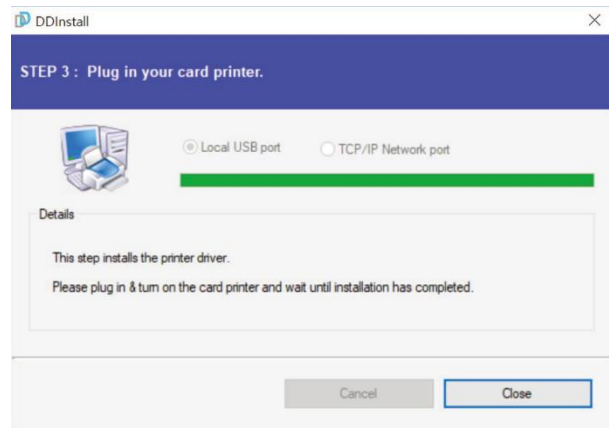 DDInstall
STEP 3 : Plug in your card printer.
Local USB port
TCP/IP Network port
Details
This step installs the printer driver.
Please plug in & turn on the card printer and wait until installation has completed.
Cancel
Close